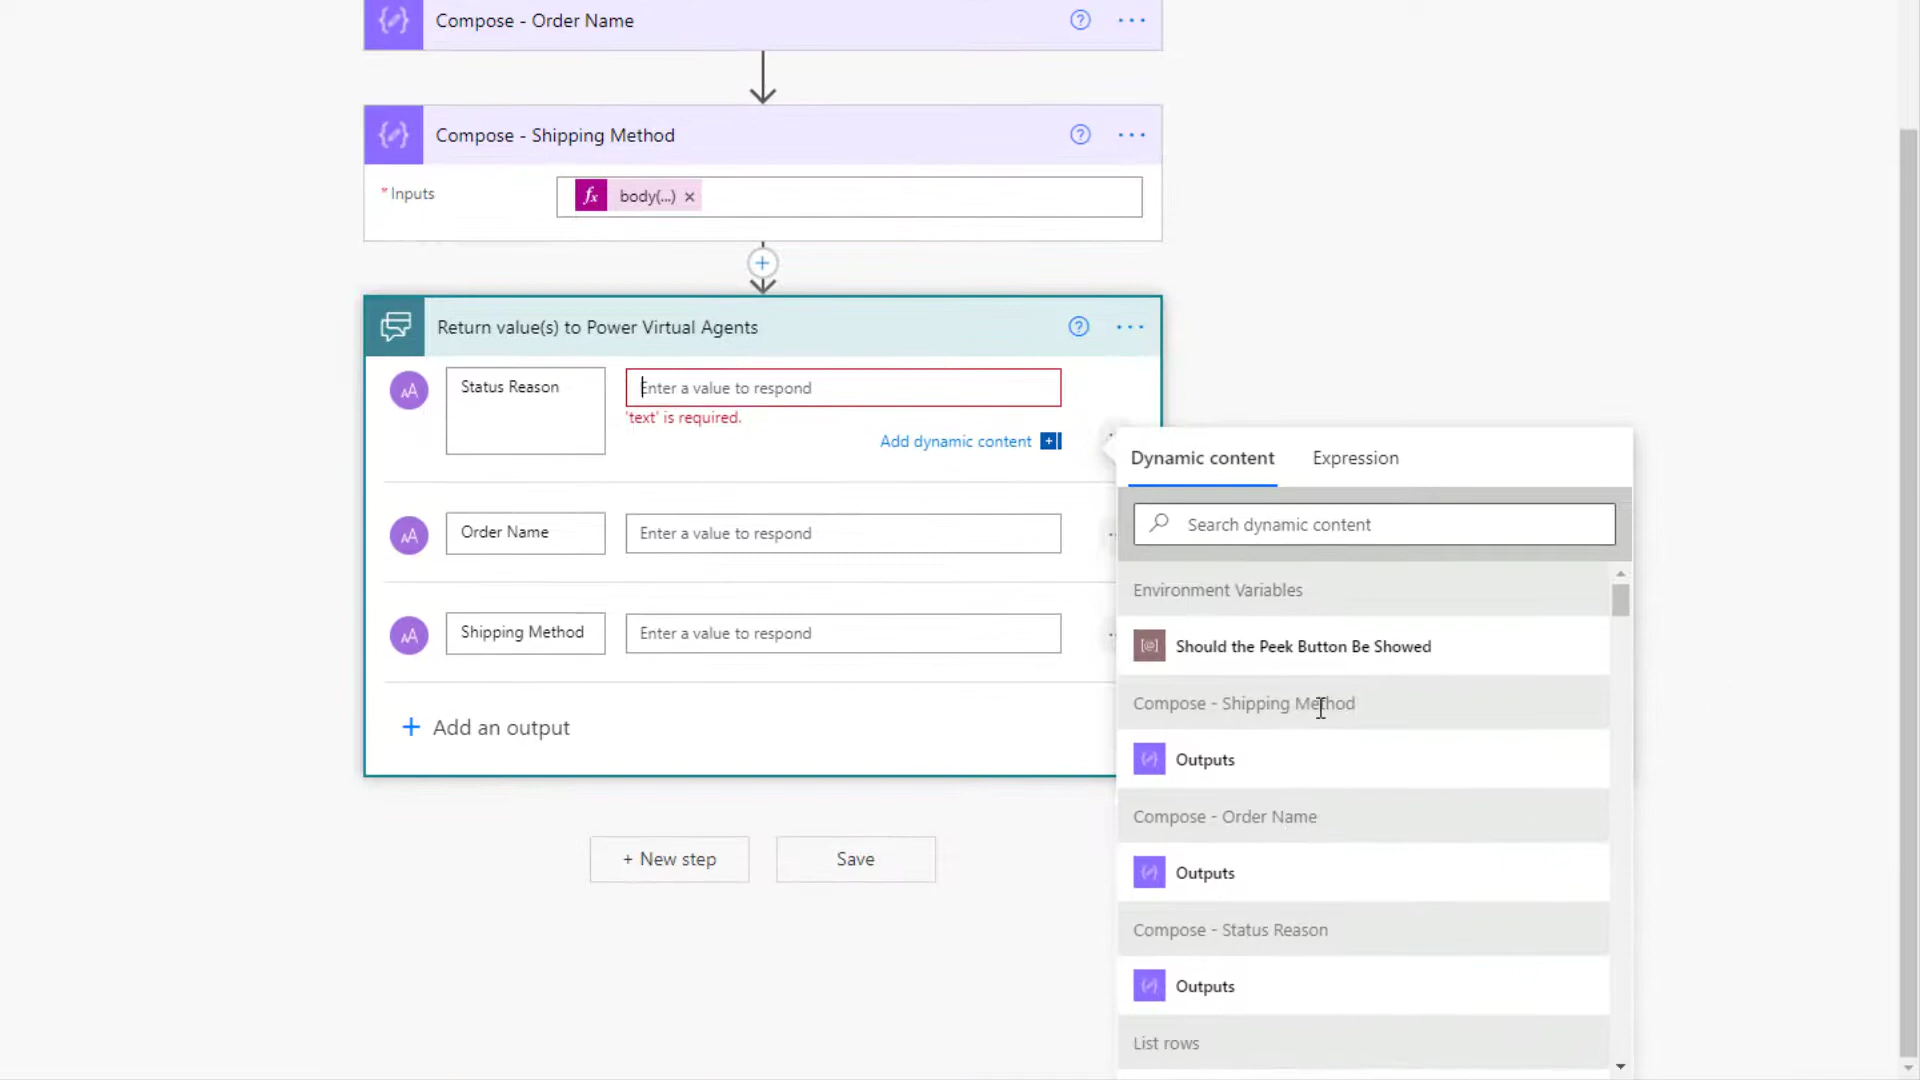 Compose - Order Name
Compose - Shipping Method
* Inputs
fx body(...) ×
Return value(s) to Power Virtual Agents
Status Reason
Enter a value to respond
'text' is required.
Add dynamic content
Order Name
Enter a value to respond
Shipping Method
Enter a value to respond
+ Add an output
+ New step
Save
Dynamic content
Expression
Search dynamic content
Environment Variables
Should the Peek Button Be Showed
Compose - Shipping Method
Outputs
Compose - Order Name
Outputs
Compose - Status Reason
Outputs
List rows